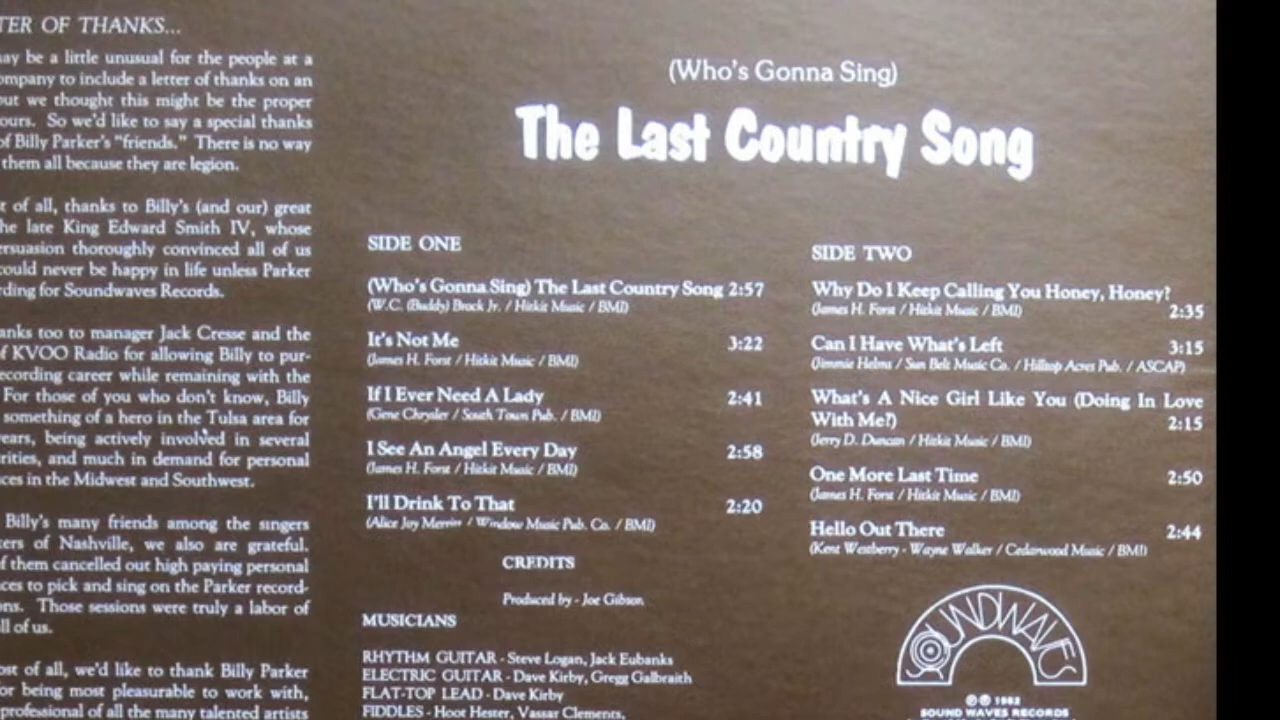 TER OF THANKS...
ay be a little unusual for the people at a
ompany to include a letter of thanks on an
out we thought this might be the proper
ours. So we'd like to say a special thanks
of Billy Parker's "friends." There is no way
them all because they are legion.
t of all, thanks to Billy's (and our) great
he late King Edward Smith IV, whose
ersuasion thoroughly convinced all of us
could never be happy in life unless Parker
rding for Soundwaves Records.
anks too to manager Jack Cresse and the
f KVOO Radio for allowing Billy to pur-
ecording career while remaining with the
For those of you who don't know, Billy
something of a hero in the Tulsa area for
ears, being actively involved in several
rities, and much in demand for personal
ces in the Midwest and Southwest.
Billy's many friends among the singers
ters of Nashville, we also are grateful.
f them cancelled out high paying personal
ces to pick and sing on the Parker record-
ns. Those sessions were truly a labor of
ll of us.
ost of all, we'd like to thank Billy Parker
or being most pleasurable to work with,
professional of all the many talented artists
(Who's Gonna Sing)
The Last Country Song
SIDE ONE
(Who's Gonna Sing) The Last Country Song 2:57
(W.C. (Buddy) Brock Jr. / Hitkit Music / BMI)
It's Not Me 3:22
(James H. Forst / Hitkit Music / BMI)
If I Ever Need A Lady 2:41
(Gene Chrysler / South Town Pub. / BMI)
I See An Angel Every Day 2:58
(James H. Forst / Hitkit Music / BMI)
I'll Drink To That 2:20
(Alice Joy Merritt / Window Music Pub. Co. / BMI)
SIDE TWO
Why Do I Keep Calling You Honey, Honey?
(James H. Forst / Hitkit Music / BMI) 2:35
Can I Have What's Left 3:15
(Jimmie Helms / Sun Belt Music Co. / Hilltop Acres Pub. / ASCAP)
What's A Nice Girl Like You (Doing In Love
With Me?) 2:15
(Jerry D. Duncan / Hitkit Music / BMI)
One More Last Time 2:50
(James H. Forst / Hitkit Music / BMI)
Hello Out There 2:44
(Kent Westberry - Wayne Walker / Cedarwood Music / BMI)
CREDITS
Produced by - Joe Gibson
MUSICIANS
RHYTHM GUITAR - Steve Logan, Jack Eubanks
ELECTRIC GUITAR - Dave Kirby, Gregg Galbraith
FLAT-TOP LEAD - Dave Kirby
FIDDLES - Hoot Hester, Vassar Clements,
SOUNDWAVES
©℗ 1982
SOUND WAVES RECORDS